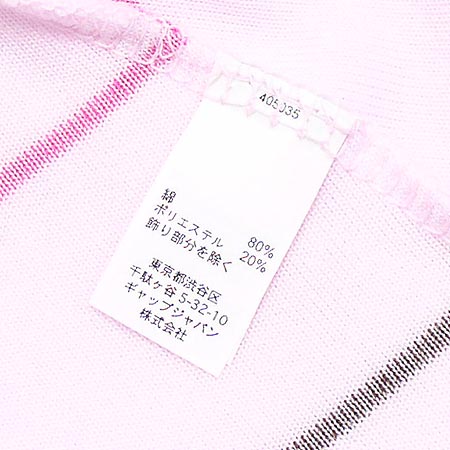 405035
綿 80%
ポリエステル 20%
飾り部分を除く
東京都渋谷区
千駄ケ谷 5-32-10
ギャップジャパン
株式会社